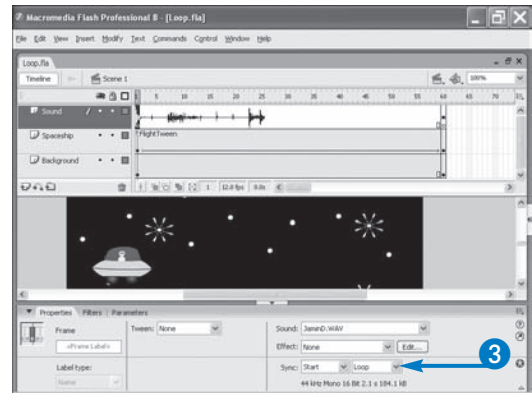 Macromedia Flash Professional 8 - [Loop.fla]
File Edit View Insert Modify Text Commands Control Window Help
Loop.fla
Timeline Scene 1 100%
1 5 10 15 20 25 30 35 40 45 50 55 60 65 70
Sound
Spaceship FlightTween
Background
1 12.0 fps 0.0s
Properties Filters Parameters
Frame Tween: None Sound: JaminD.WAV
<Frame Label> Effect: None Edit...
Label type: Sync: Start Loop 3
Name 44 kHz Mono 16 Bit 2.1 s 184.1 kB